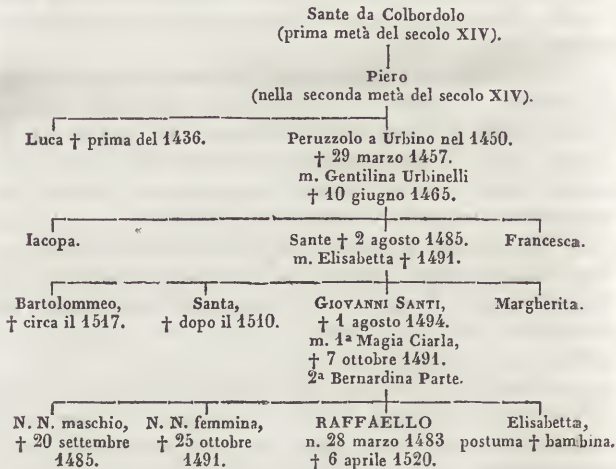 Sante da Colbordolo
(prima metà del secolo XIV).
Piero
(nella seconda metà del secolo XIV).
Luca † prima del 1436.
Peruzzolo a Urbino nel 1450.
† 29 marzo 1457.
m. Gentilina Urbinelli
† 10 giugno 1465.
Iacopa.
Sante † 2 agosto 1485.
m. Elisabetta † 1491.
Francesca.
Bartolommeo,
† circa il 1517.
Santa,
† dopo il 1510.
GIOVANNI SANTI,
† 1 agosto 1494.
m. 1ª Magia Ciarla,
† 7 ottobre 1491.
2ª Bernardina Parte.
Margherita.
N. N. maschio,
† 20 settembre
1485.
N. N. femmina,
† 25 ottobre
1491.
RAFFAELLO
n. 28 marzo 1483
† 6 aprile 1520.
Elisabetta,
postuma † bambina.